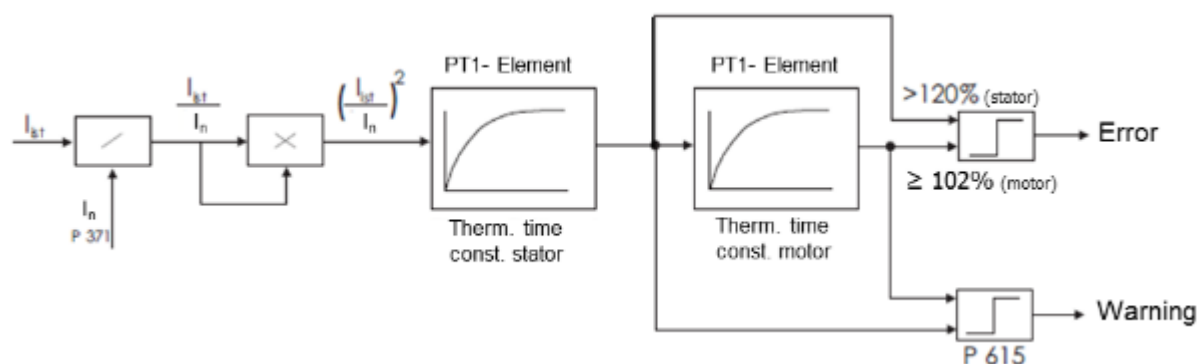 PT1- Element
PT1- Element
>120% (stator)
Error
≥ 102% (motor)
I_ist
I_ist
I_n
(I_ist
I_n)²
I_n
P 371
Therm. time
const. stator
Therm. time
const. motor
Warning
P 615